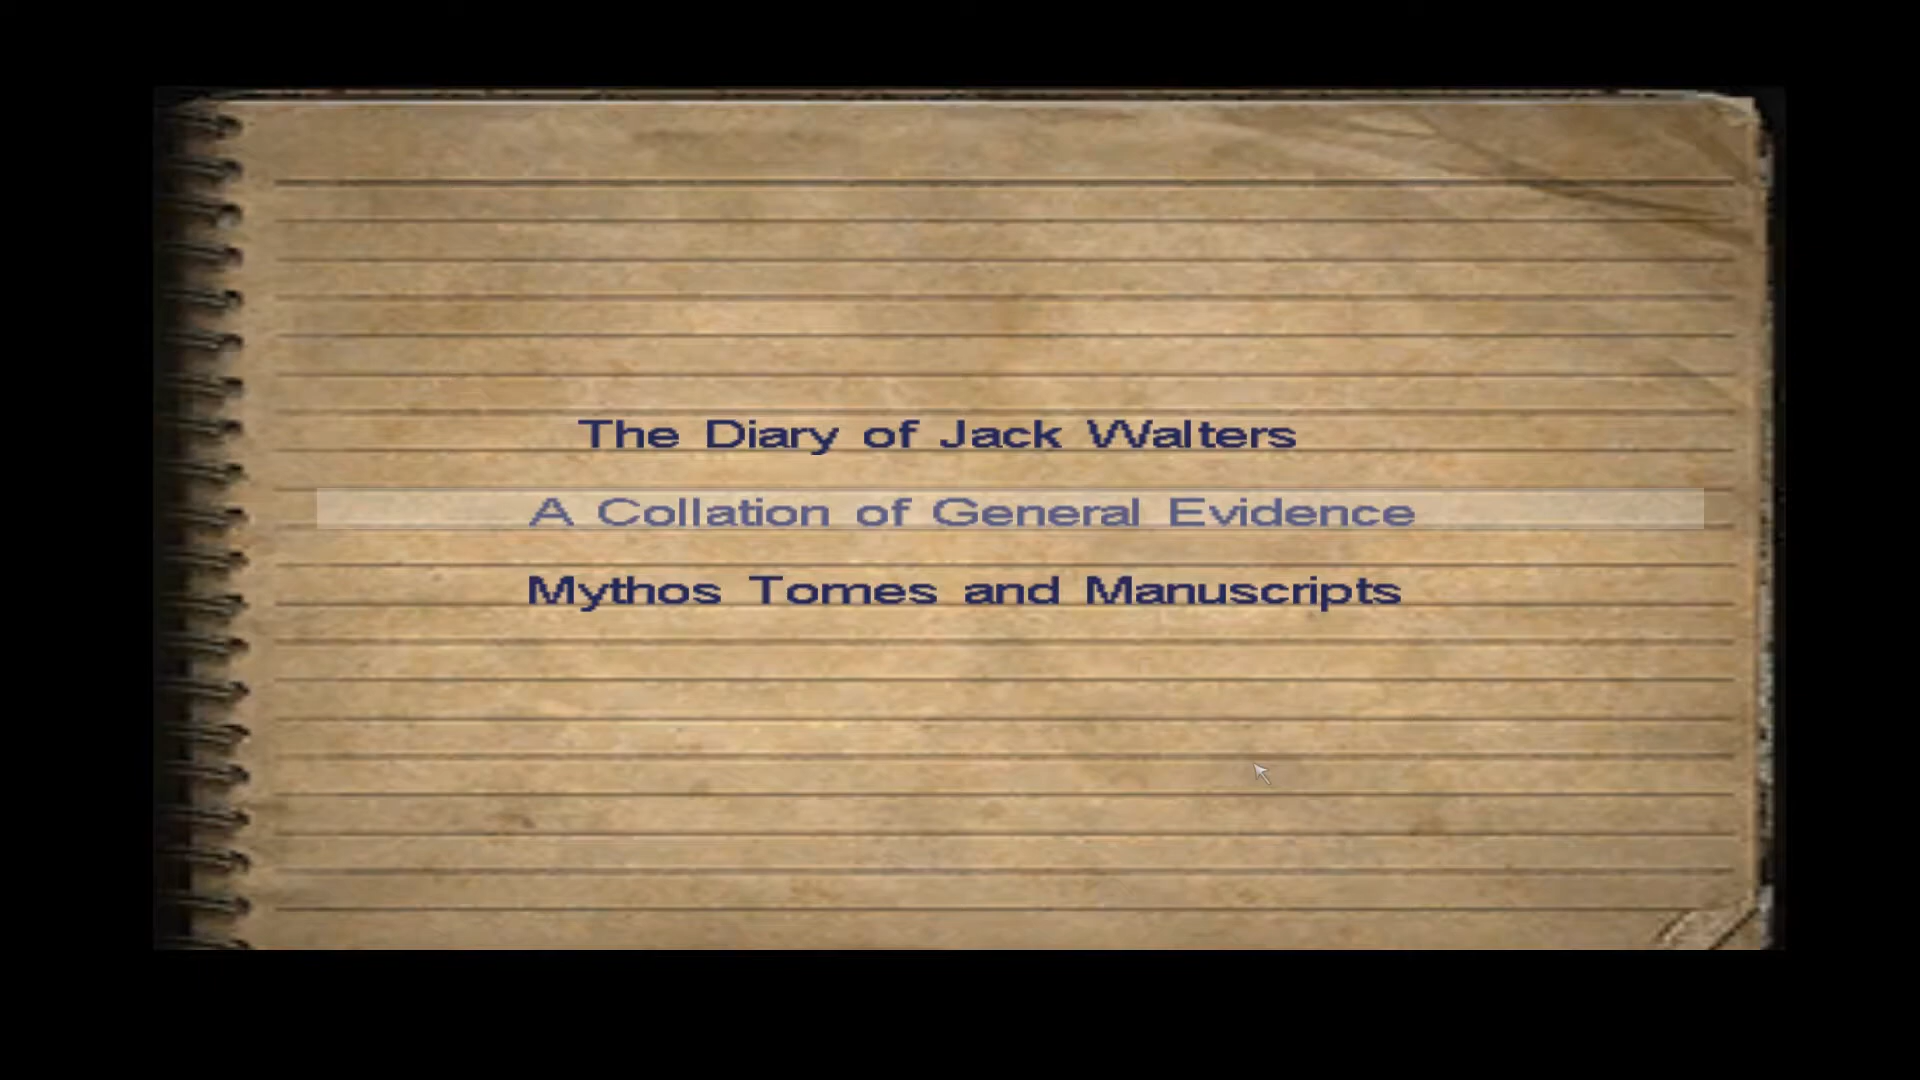 The Diary of Jack Walters
A Collation of General Evidence
Mythos Tomes and Manuscripts